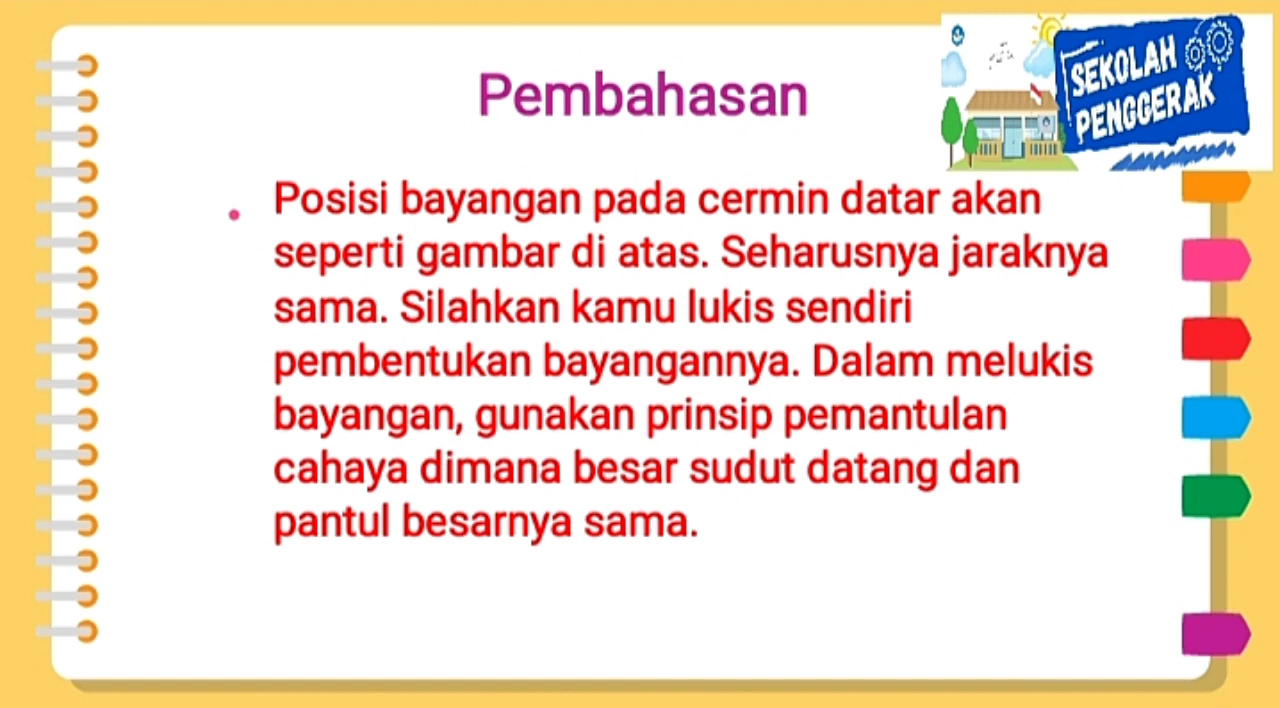 Pembahasan
SEKOLAH
PENGGERAK
• Posisi bayangan pada cermin datar akan
seperti gambar di atas. Seharusnya jaraknya
sama. Silahkan kamu lukis sendiri
pembentukan bayangannya. Dalam melukis
bayangan, gunakan prinsip pemantulan
cahaya dimana besar sudut datang dan
pantul besarnya sama.